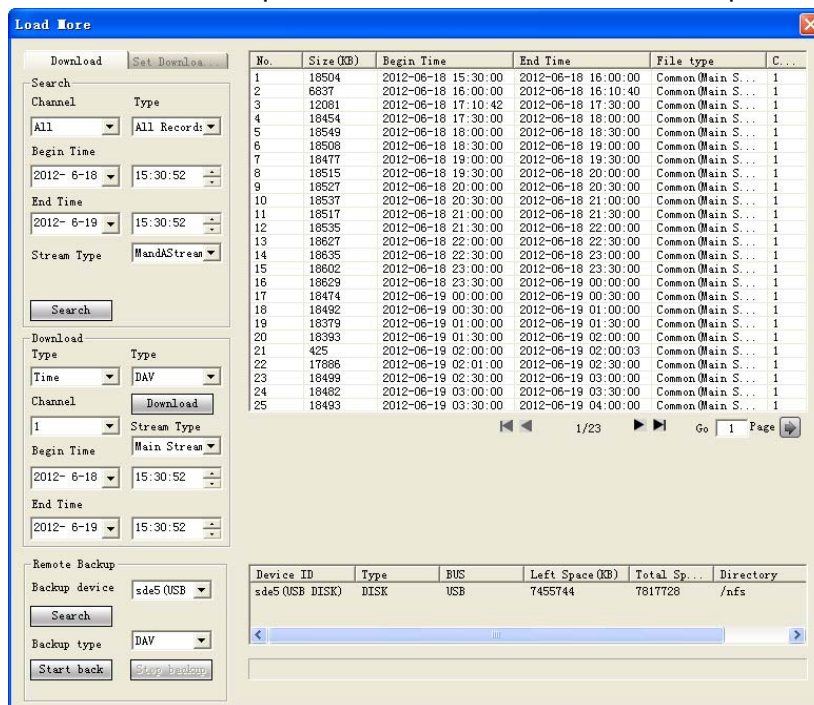 Load More
Download Set Downloa...
Search
Channel Type
All All Records
Begin Time
2012- 6-18 15:30:52
End Time
2012- 6-19 15:30:52
Stream Type MandAStream
Search
Download
Type Type
Time DAV
Channel Download
1 Stream Type
Begin Time Main Stream
2012- 6-18 15:30:52
End Time
2012- 6-19 15:30:52
Remote Backup
Backup device sde5(USB
Search
Backup type DAV
Start back Stop backup
No. Size(KB) Begin Time End Time File type C...
1 18504 2012-06-18 15:30:00 2012-06-18 16:00:00 Common(Main S... 1
2 6837 2012-06-18 16:00:00 2012-06-18 16:10:40 Common(Main S... 1
3 12081 2012-06-18 17:10:42 2012-06-18 17:30:00 Common(Main S... 1
4 18454 2012-06-18 17:30:00 2012-06-18 18:00:00 Common(Main S... 1
5 18549 2012-06-18 18:00:00 2012-06-18 18:30:00 Common(Main S... 1
6 18508 2012-06-18 18:30:00 2012-06-18 19:00:00 Common(Main S... 1
7 18477 2012-06-18 19:00:00 2012-06-18 19:30:00 Common(Main S... 1
8 18515 2012-06-18 19:30:00 2012-06-18 20:00:00 Common(Main S... 1
9 18527 2012-06-18 20:00:00 2012-06-18 20:30:00 Common(Main S... 1
10 18537 2012-06-18 20:30:00 2012-06-18 21:00:00 Common(Main S... 1
11 18517 2012-06-18 21:00:00 2012-06-18 21:30:00 Common(Main S... 1
12 18535 2012-06-18 21:30:00 2012-06-18 22:00:00 Common(Main S... 1
13 18627 2012-06-18 22:00:00 2012-06-18 22:30:00 Common(Main S... 1
14 18635 2012-06-18 22:30:00 2012-06-18 23:00:00 Common(Main S... 1
15 18602 2012-06-18 23:00:00 2012-06-18 23:30:00 Common(Main S... 1
16 18629 2012-06-18 23:30:00 2012-06-19 00:00:00 Common(Main S... 1
17 18474 2012-06-19 00:00:00 2012-06-19 00:30:00 Common(Main S... 1
18 18492 2012-06-19 00:30:00 2012-06-19 01:00:00 Common(Main S... 1
19 18379 2012-06-19 01:00:00 2012-06-19 01:30:00 Common(Main S... 1
20 18393 2012-06-19 01:30:00 2012-06-19 02:00:00 Common(Main S... 1
21 425 2012-06-19 02:00:00 2012-06-19 02:00:03 Common(Main S... 1
22 17886 2012-06-19 02:01:00 2012-06-19 02:30:00 Common(Main S... 1
23 18499 2012-06-19 02:30:00 2012-06-19 03:00:00 Common(Main S... 1
24 18482 2012-06-19 03:00:00 2012-06-19 03:30:00 Common(Main S... 1
25 18493 2012-06-19 03:30:00 2012-06-19 04:00:00 Common(Main S... 1
1/23 Go 1 Page
Device ID Type BUS Left Space(KB) Total Sp... Directory
sde5(USB DISK) DISK USB 7455744 7817728 /nfs